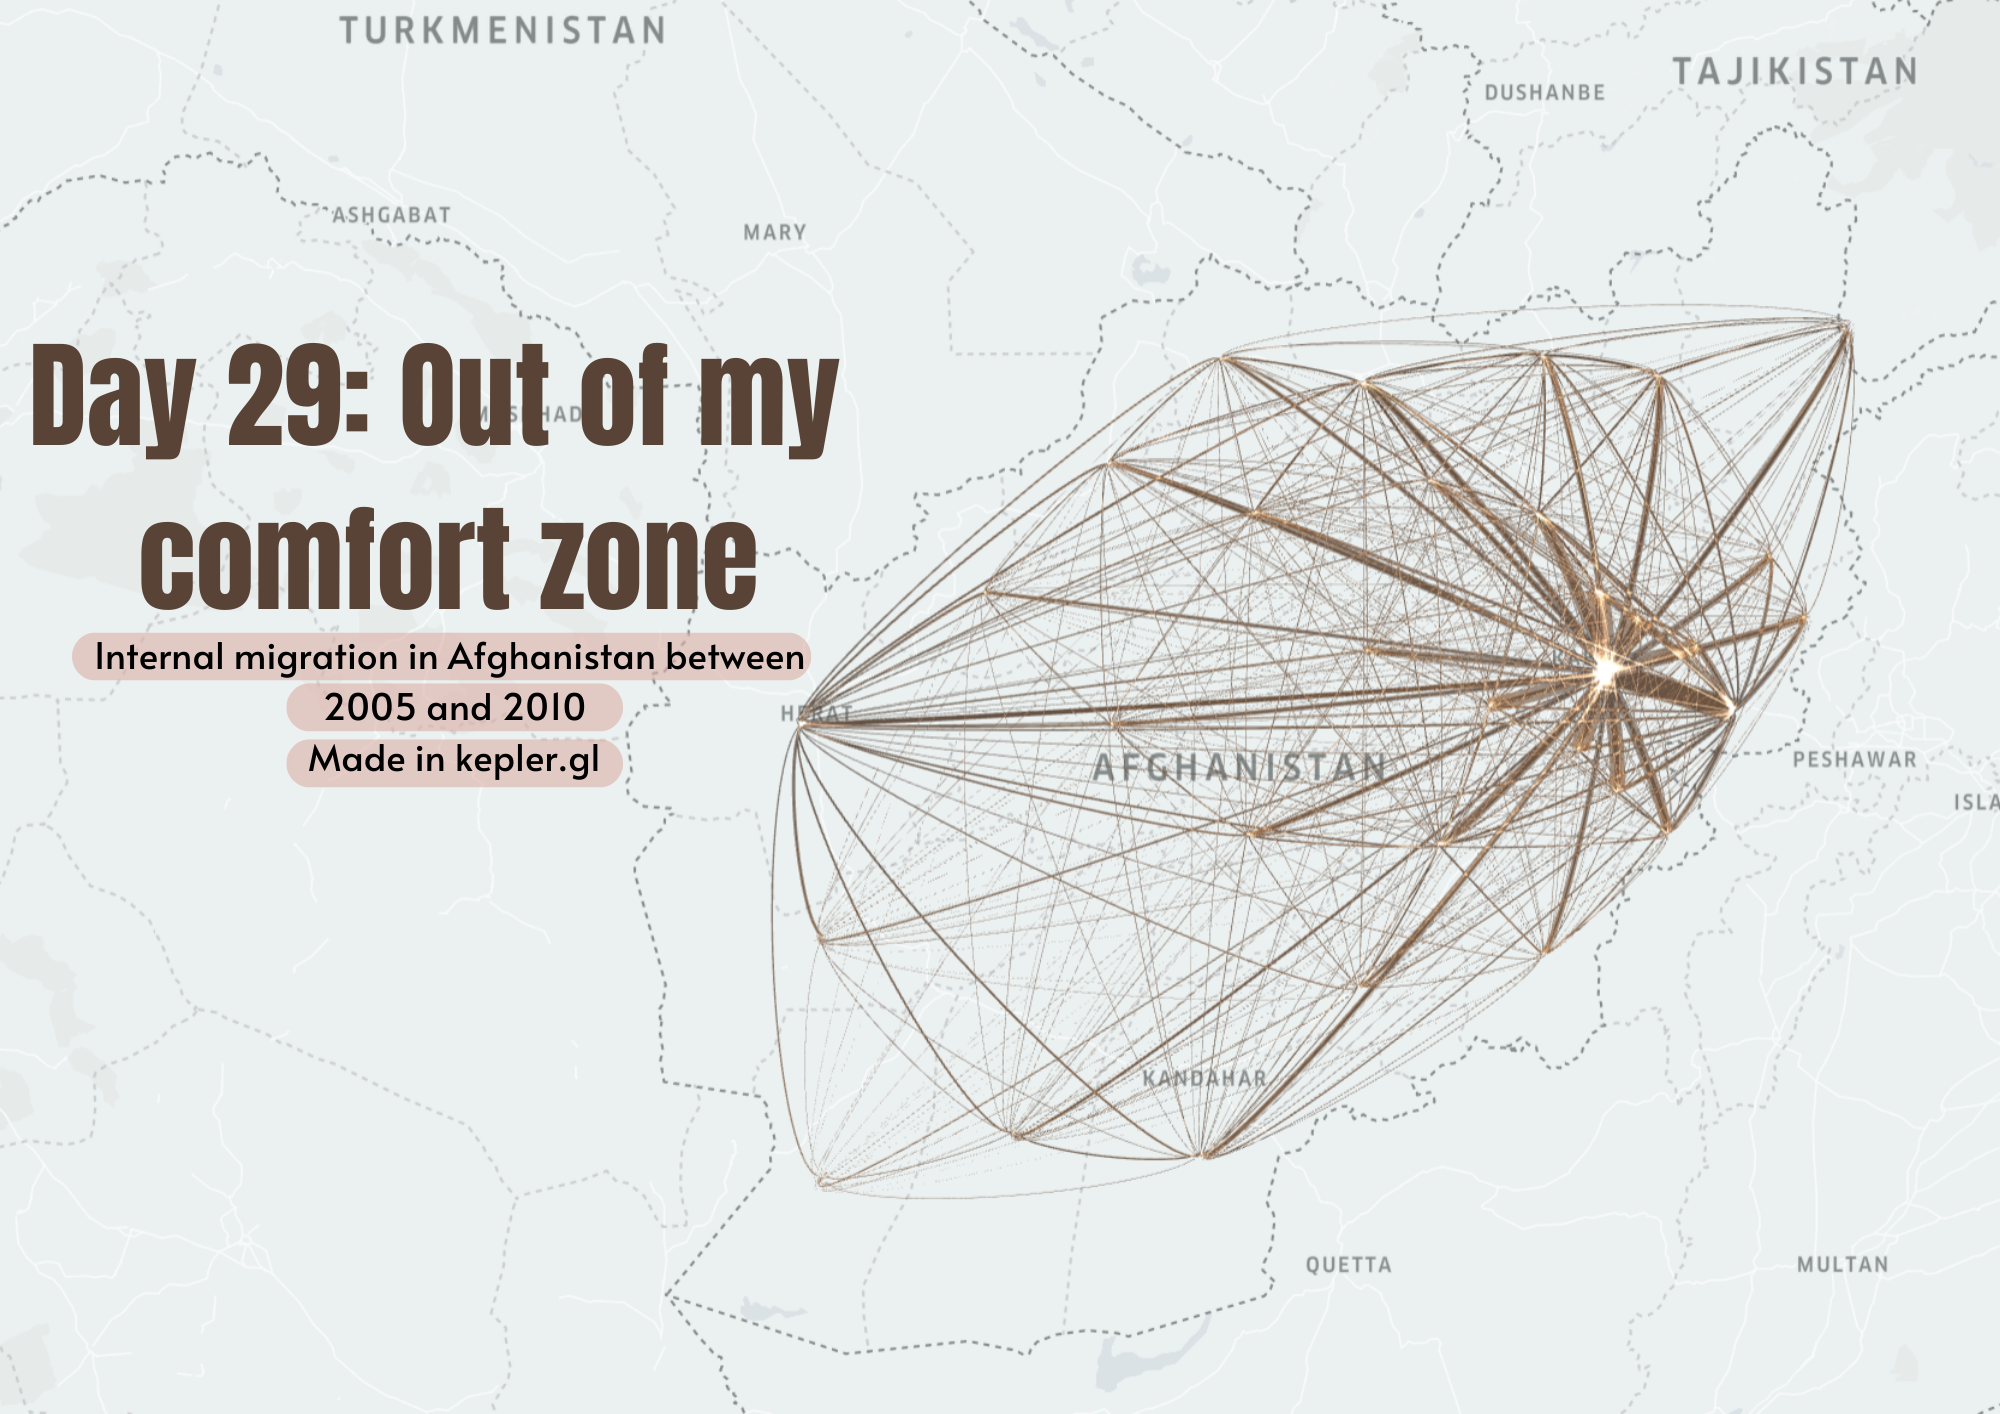 TURKMENISTAN
TAJIKISTAN
DUSHANBE
ASHGABAT
MARY
Day 29: Out of my
MASHHAD
comfort zone
Internal migration in Afghanistan between
2005 and 2010
HERAT
Made in kepler.gl
AFGHANISTAN
PESHAWAR
ISLA
KANDAHAR
QUETTA
MULTAN